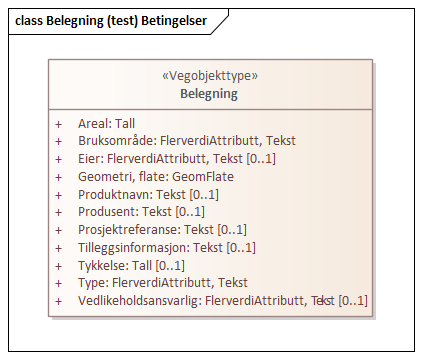 class Belegning (test) Betingelser
«Vegobjekttype»
Belegning
+ Areal: Tall
+ Bruksområde: FlerverdiAttributt, Tekst
+ Eier: FlerverdiAttributt, Tekst [0..1]
+ Geometri, flate: GeomFlate
+ Produktnavn: Tekst [0..1]
+ Produsent: Tekst [0..1]
+ Prosjektreferanse: Tekst [0..1]
+ Tilleggsinformasjon: Tekst [0..1]
+ Tykkelse: Tall [0..1]
+ Type: FlerverdiAttributt, Tekst
+ Vedlikeholdsansvarlig: FlerverdiAttributt, Tekst [0..1]